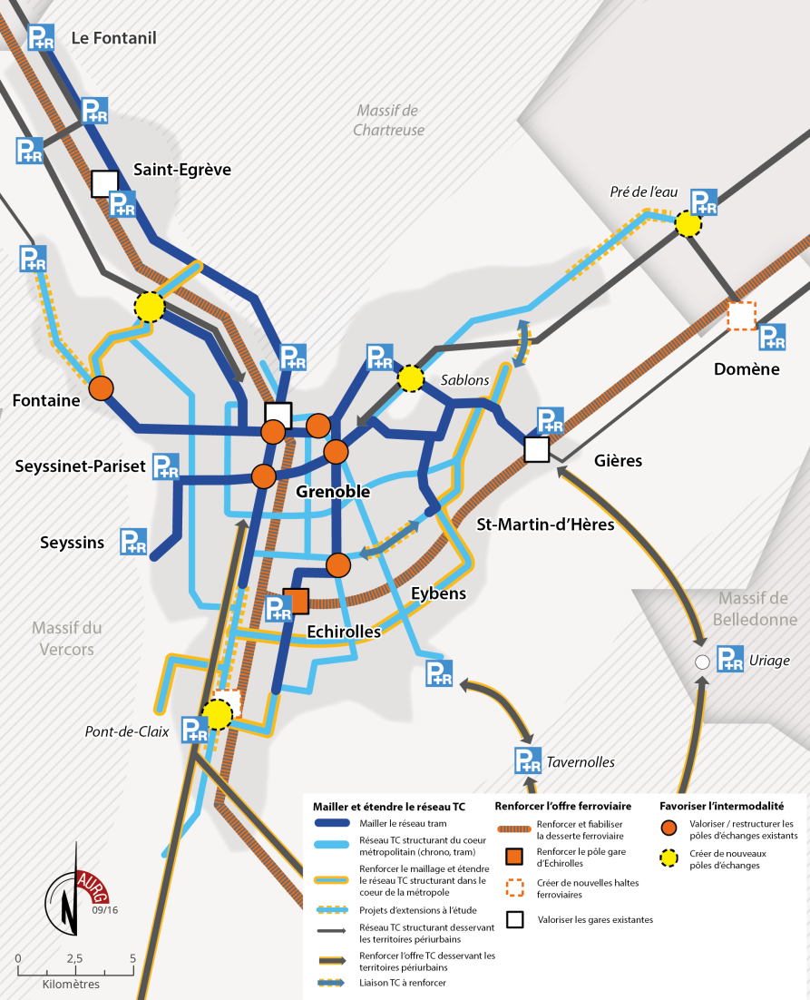 P+R
Le Fontanil
P+R
P+R
Massif de
Chartreuse
Saint-Egrève
P+R
Pré de l'eau
P+R
P+R
P+R
Domène
P+R
P+R
Sablons
Fontaine
P+R
Seyssinet-Pariset
P+R
Gières
Grenoble
St-Martin-d'Hères
Seyssins
P+R
Eybens
P+R
Echirolles
Massif de
Belledonne
Massif du
Vercors
P+R
Uriage
P+R
Pont-de-Claix
P+R
P+R
Tavernolles
Mailler et étendre le réseau TC
Mailler le réseau tram
Réseau TC structurant du coeur
métropolitain (chrono, tram)
Renforcer le maillage et étendre
le réseau TC structurant dans le
coeur de la métropole
Projets d'extensions à l'étude
Réseau TC structurant desservant
les territoires périurbains
Renforcer l'offre TC desservant les
territoires périurbains
Liaison TC à renforcer
Renforcer l'offre ferroviaire
Renforcer et fiabiliser
la desserte ferroviaire
Renforcer le pôle gare
d'Echirolles
Créer de nouvelles haltes
ferroviaires
Valoriser les gares existantes
Favoriser l'intermodalité
Valoriser / restructurer les
pôles d'échanges existants
Créer de nouveaux
pôles d'échanges
AURG
N
09/16
0 2,5 5
Kilomètres